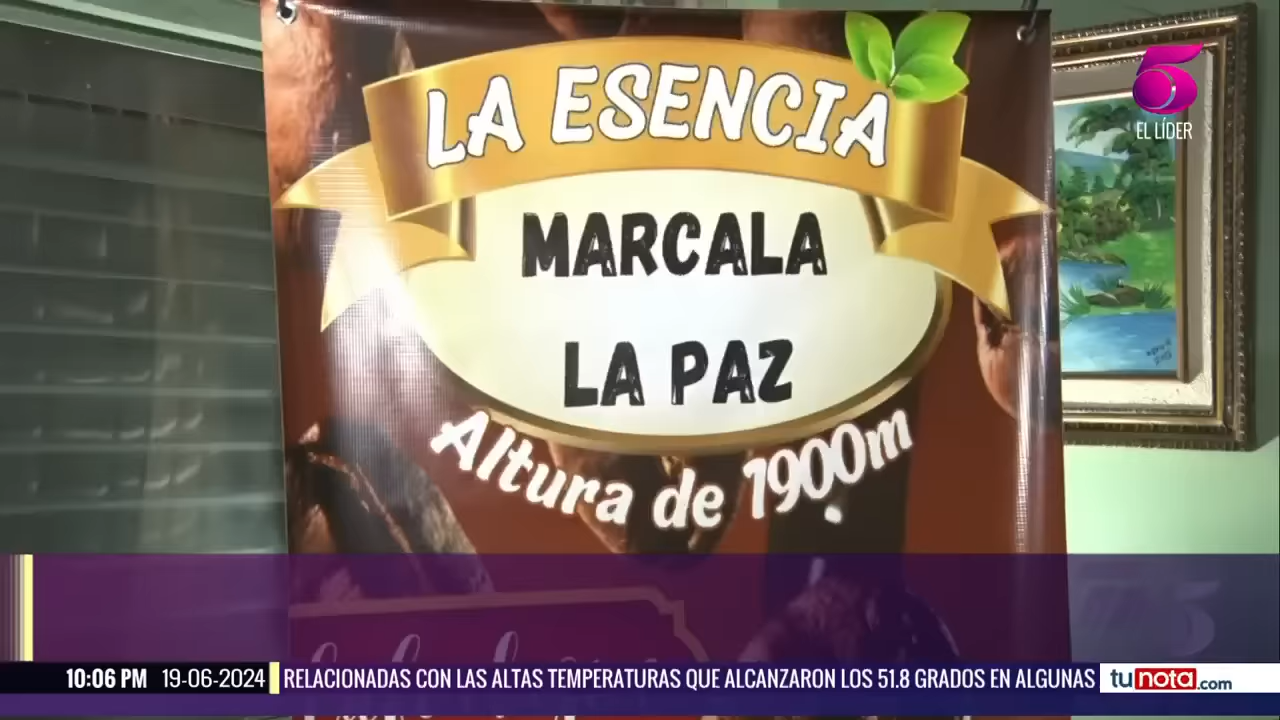 LA ESENCIA
MARCALA
LA PAZ
Altura de 1900m
5
EL LÍDER
10:06 PM 19-06-2024 RELACIONADAS CON LAS ALTAS TEMPERATURAS QUE ALCANZARON LOS 51.8 GRADOS EN ALGUNAS tunota.com